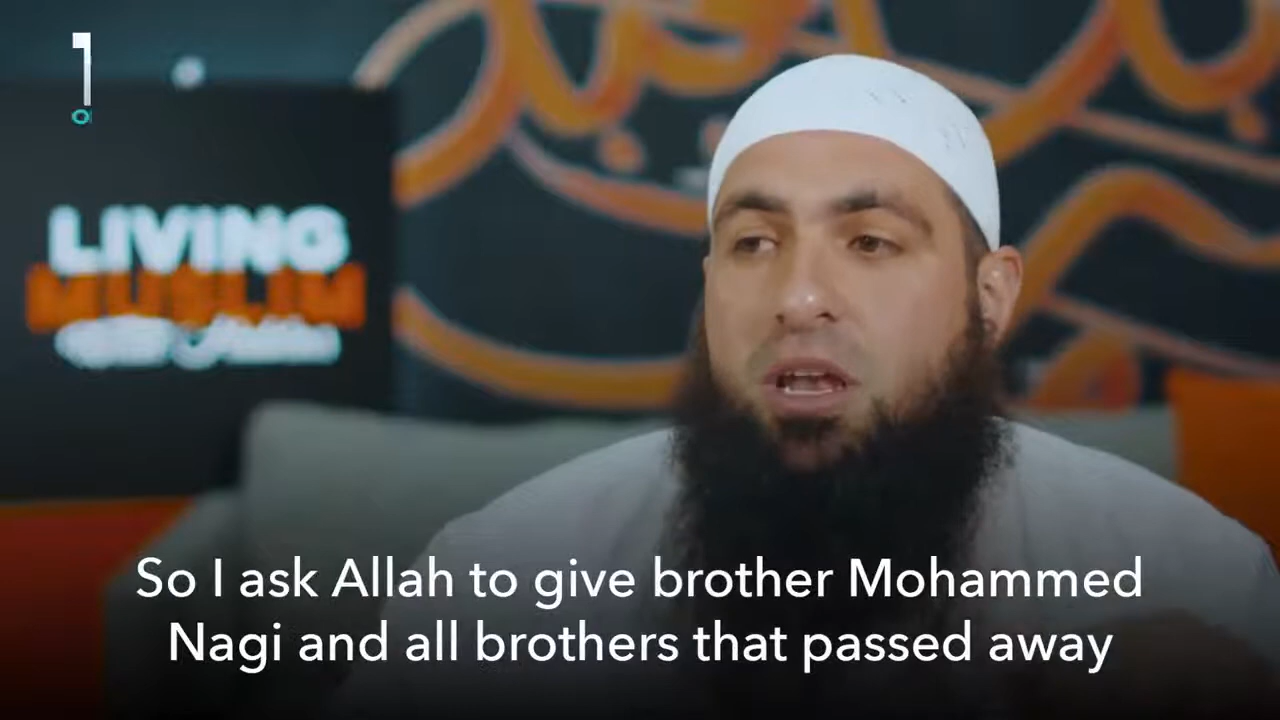 LIVING
MUSLIM
So I ask Allah to give brother Mohammed
Nagi and all brothers that passed away